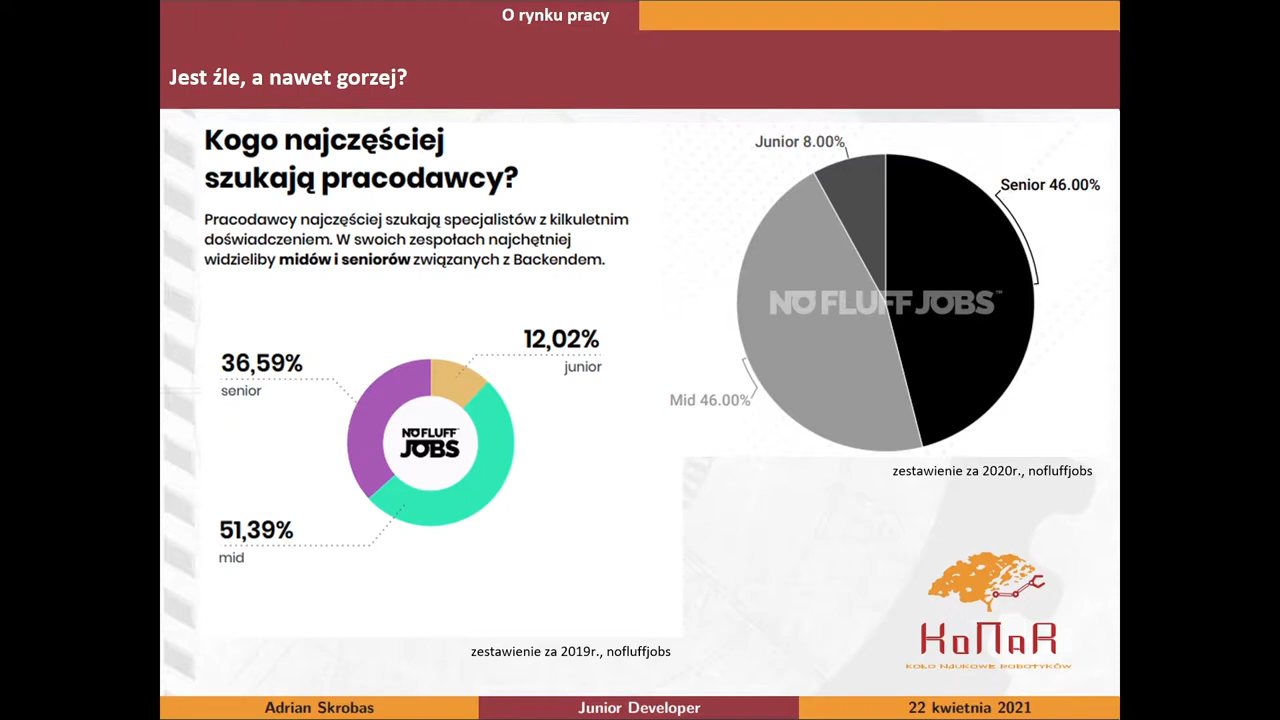 O rynku pracy
Jest źle, a nawet gorzej?
Kogo najczęściej
szukają pracodawcy?
Pracodawcy najczęściej szukają specjalistów z kilkuletnim
doświadczeniem. W swoich zespołach najchętniej
widzieliby midów i seniorów związanych z Backendem.
12,02%
junior
36,59%
senior
NO FLUFF
JOBS
51,39%
mid
zestawienie za 2019r., nofluffjobs
Junior 8.00%
Senior 46.00%
NO FLUFF JOBS™
Mid 46.00%
zestawienie za 2020r., nofluffjobs
KoNaR
KOŁO NAUKOWE ROBOTYKÓW
Adrian Skrobas
Junior Developer
22 kwietnia 2021